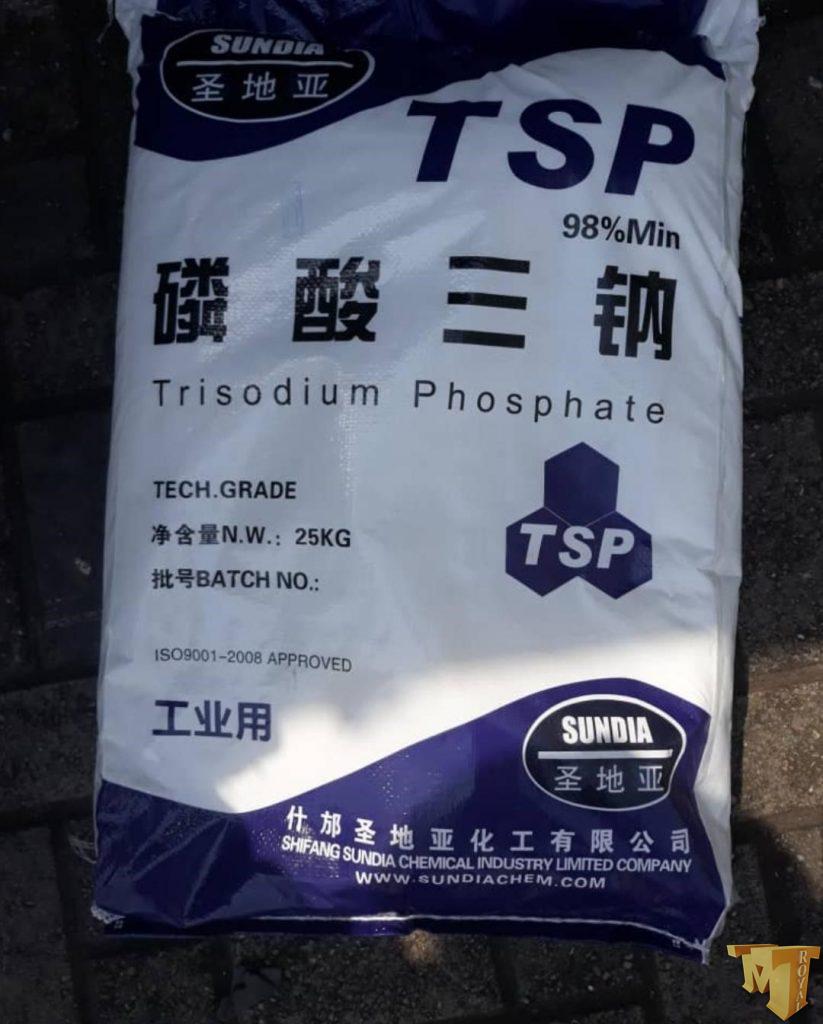 SUNDIA
圣地亚
TSP
98%Min
磷酸三钠
Trisodium Phosphate
TECH.GRADE
净含量N.W.: 25KG
批号BATCH NO.:
TSP
ISO9001-2008 APPROVED
工业用
SUNDIA
圣地亚
什邡圣地亚化工有限公司
SHIFANG SUNDIA CHEMICAL INDUSTRY LIMITED COMPANY
WWW.SUNDIACHEM.COM
TMT
ROYAL